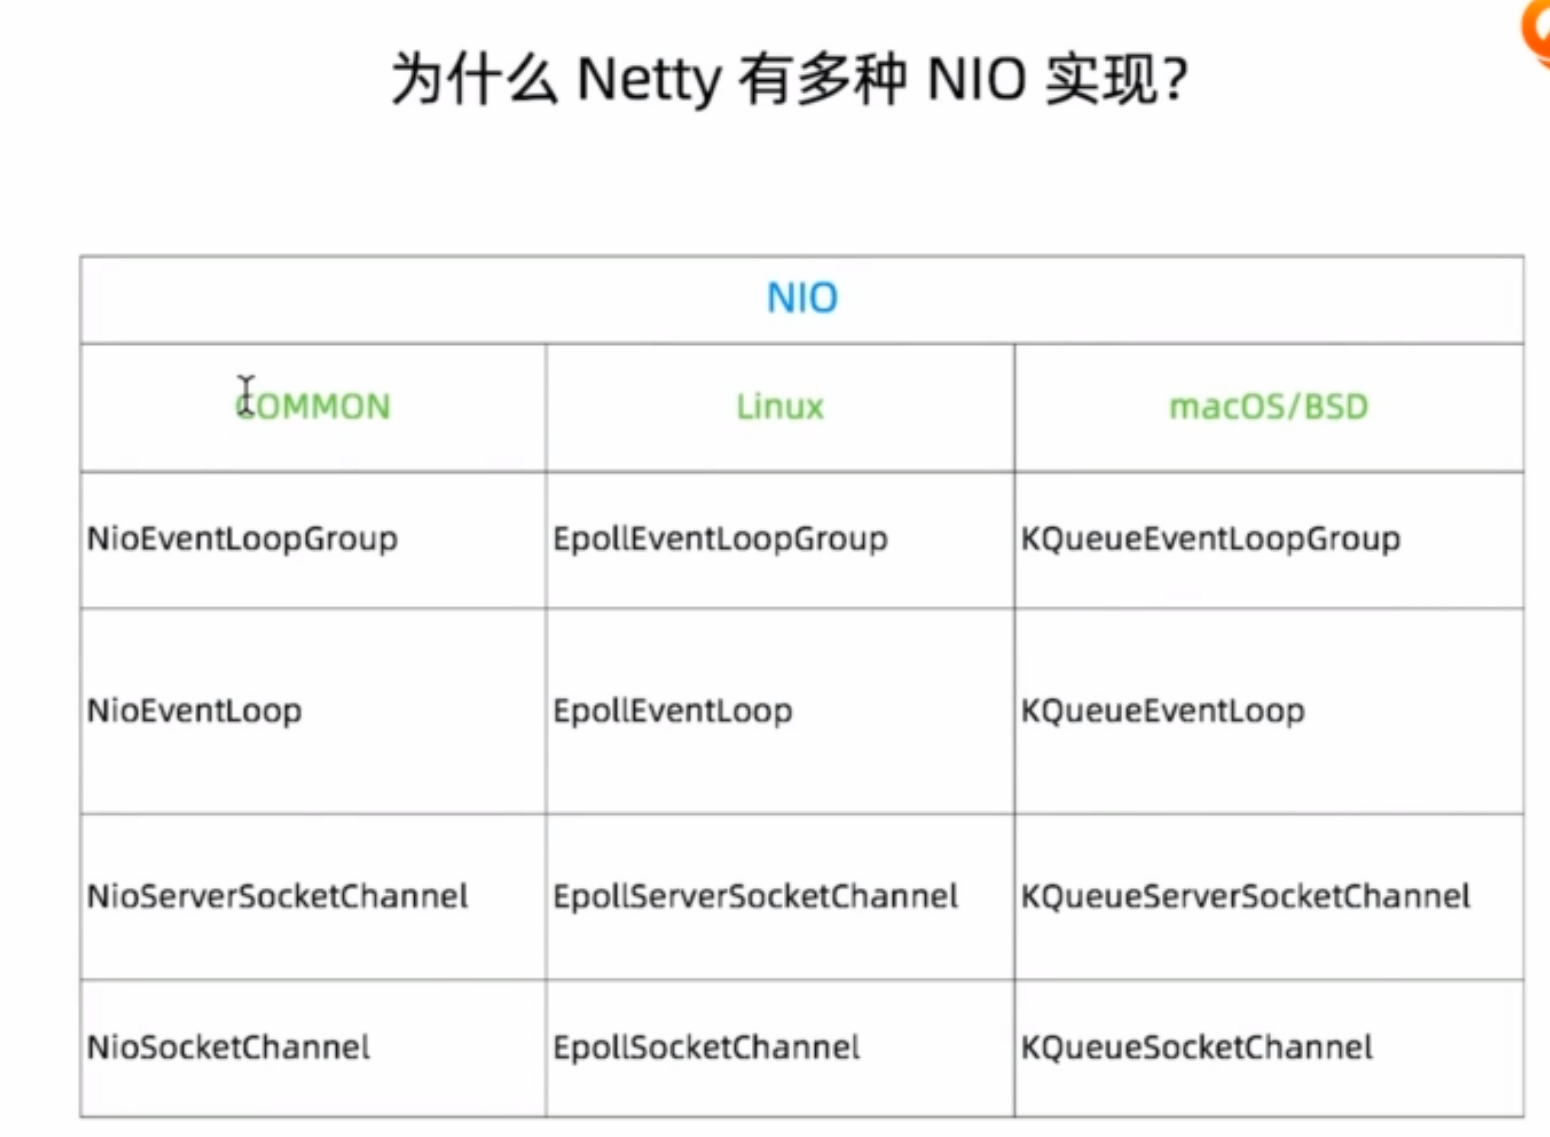 为什么 Netty 有多种 NIO 实现?
NIO
COMMON Linux macOS/BSD
NioEventLoopGroup EpollEventLoopGroup KQueueEventLoopGroup
NioEventLoop EpollEventLoop KQueueEventLoop
NioServerSocketChannel EpollServerSocketChannel KQueueServerSocketChannel
NioSocketChannel EpollSocketChannel KQueueSocketChannel